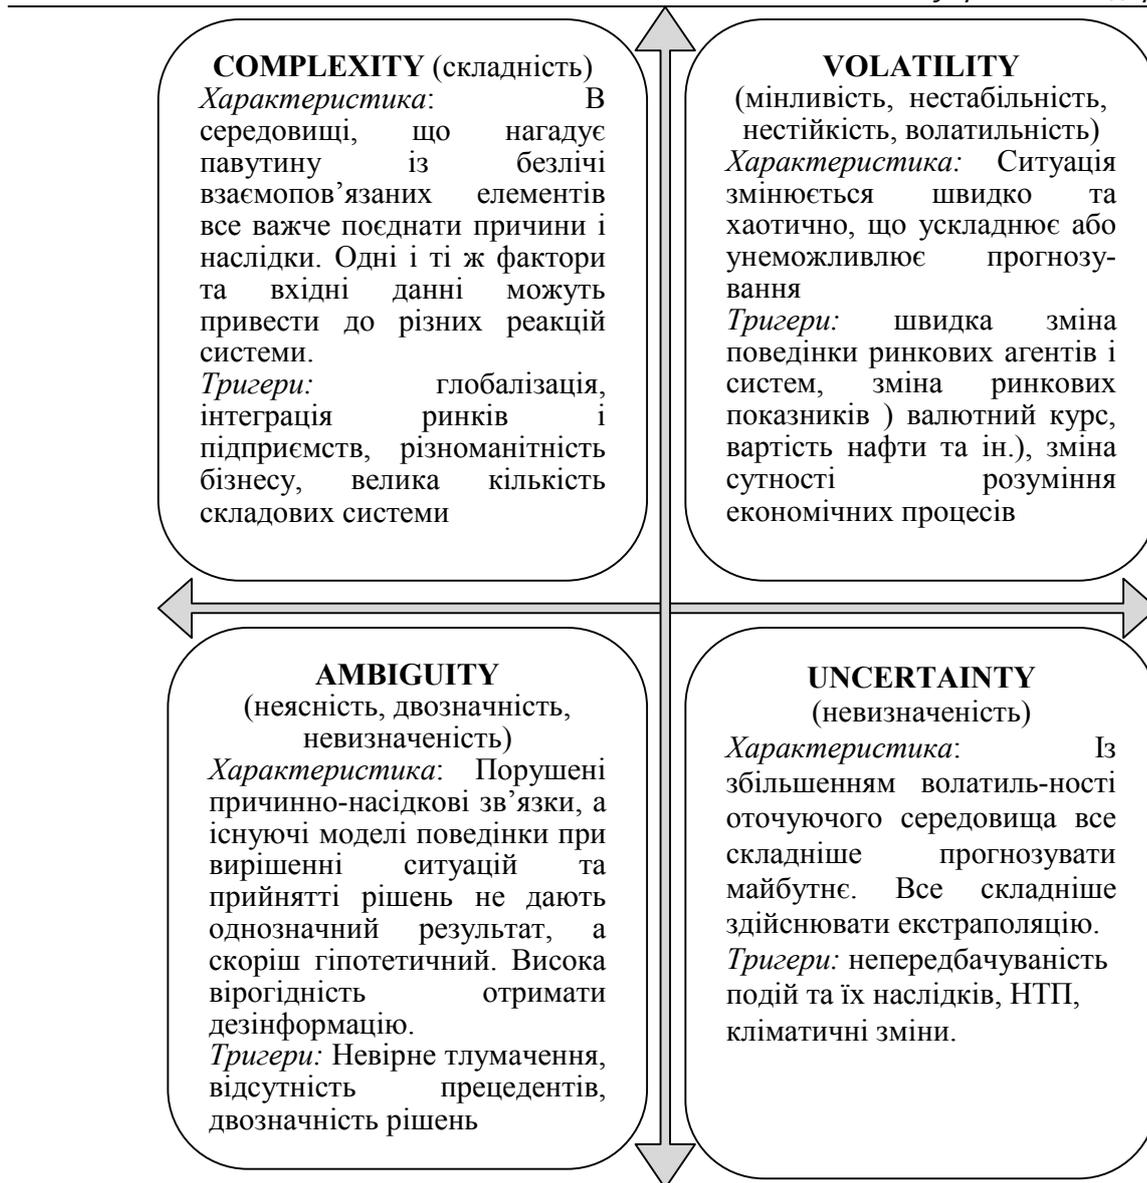 COMPLEXITY (складність)
Характеристика: В
середовищі, що нагадує
павутину із безлічі
взаємопов’язаних елементів
все важче поєднати причини і
наслідки. Одні і ті ж фактори
та вхідні данні можуть
привести до різних реакцій
системи.
Тригери: глобалізація,
інтеграція ринків і
підприємств, різноманітність
бізнесу, велика кількість
складових системи
VOLATILITY
(мінливість, нестабільність,
нестійкість, волатильність)
Характеристика: Ситуація
змінюється швидко та
хаотично, що ускладнює або
унеможливлює прогнозу-
вання
Тригери: швидка зміна
поведінки ринкових агентів і
систем, зміна ринкових
показників ) валютний курс,
вартість нафти та ін.), зміна
сутності розуміння
економічних процесів
AMBIGUITY
(неясність, двозначність,
невизначеність)
Характеристика: Порушені
причинно-насідкові зв’язки, а
існуючі моделі поведінки при
вирішенні ситуацій та
прийнятті рішень не дають
однозначний результат, а
скоріш гіпотетичний. Висока
вірогідність отримати
дезінформацію.
Тригери: Невірне тлумачення,
відсутність прецедентів,
двозначність рішень
UNCERTAINTY
(невизначеність)
Характеристика: Із
збільшенням волатиль-ності
оточуючого середовища все
складніше прогнозувати
майбутнє. Все складніше
здійснювати екстраполяцію.
Тригери: непередбачуваність
подій та їх наслідків, НТП,
кліматичні зміни.